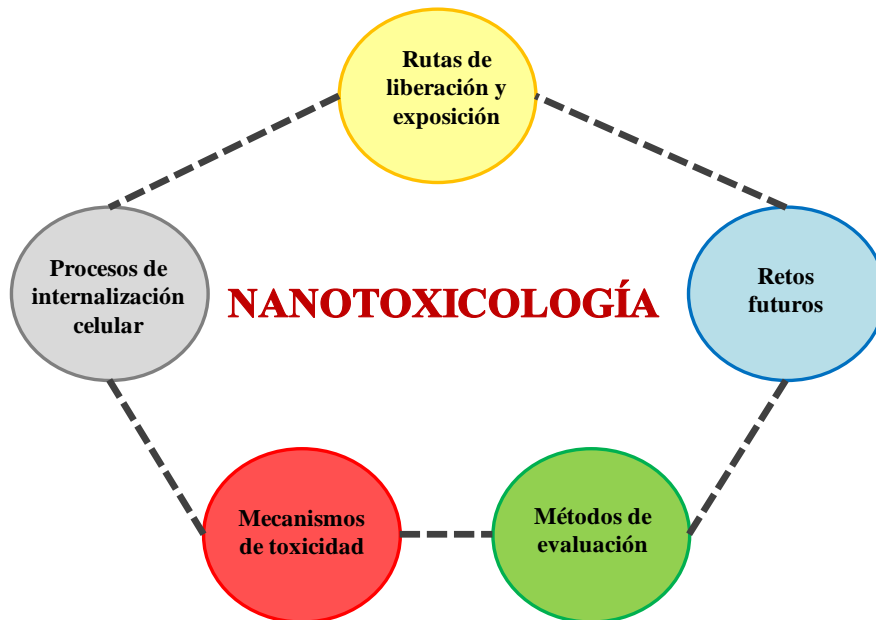 Rutas de
liberación y
exposición
Procesos de
internalización
celular
NANOTOXICOLOGÍA
Retos
futuros
Mecanismos
de toxicidad
Métodos de
evaluación